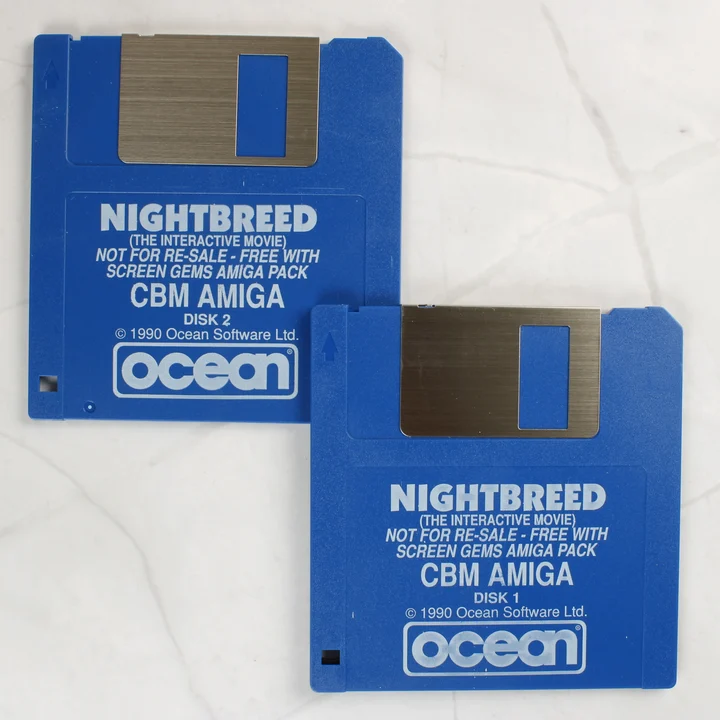 NIGHTBREED
(THE INTERACTIVE MOVIE)
NOT FOR RE-SALE - FREE WITH
SCREEN GEMS AMIGA PACK
CBM AMIGA
DISK 2
© 1990 Ocean Software Ltd.
ocean®
NIGHTBREED
(THE INTERACTIVE MOVIE)
NOT FOR RE-SALE - FREE WITH
SCREEN GEMS AMIGA PACK
CBM AMIGA
DISK 1
© 1990 Ocean Software Ltd.
ocean®